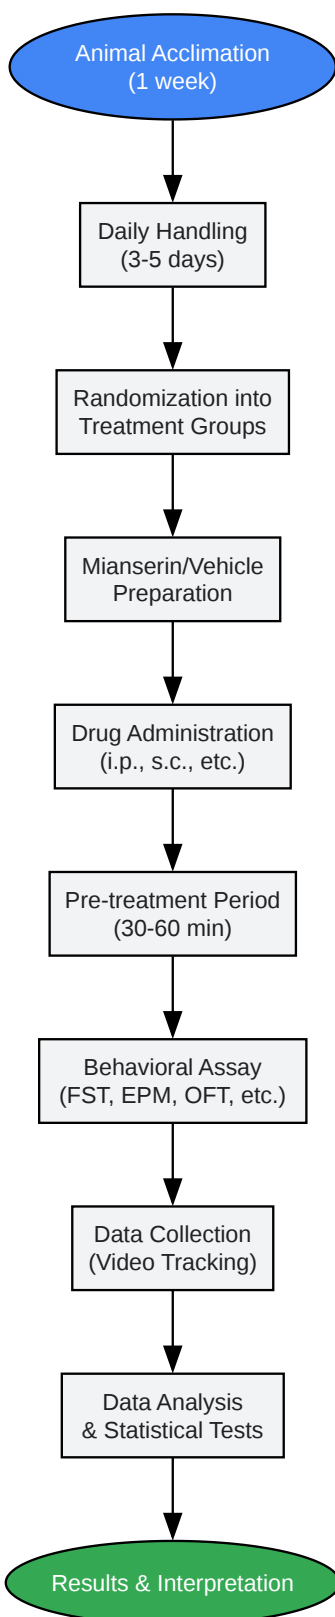 Animal Acclimation
(1 week)
Daily Handling
(3-5 days)
Randomization into
Treatment Groups
Mianserin/Vehicle
Preparation
Drug Administration
(i.p., s.c., etc.)
Pre-treatment Period
(30-60 min)
Behavioral Assay
(FST, EPM, OFT, etc.)
Data Collection
(Video Tracking)
Data Analysis
& Statistical Tests
Results & Interpretation